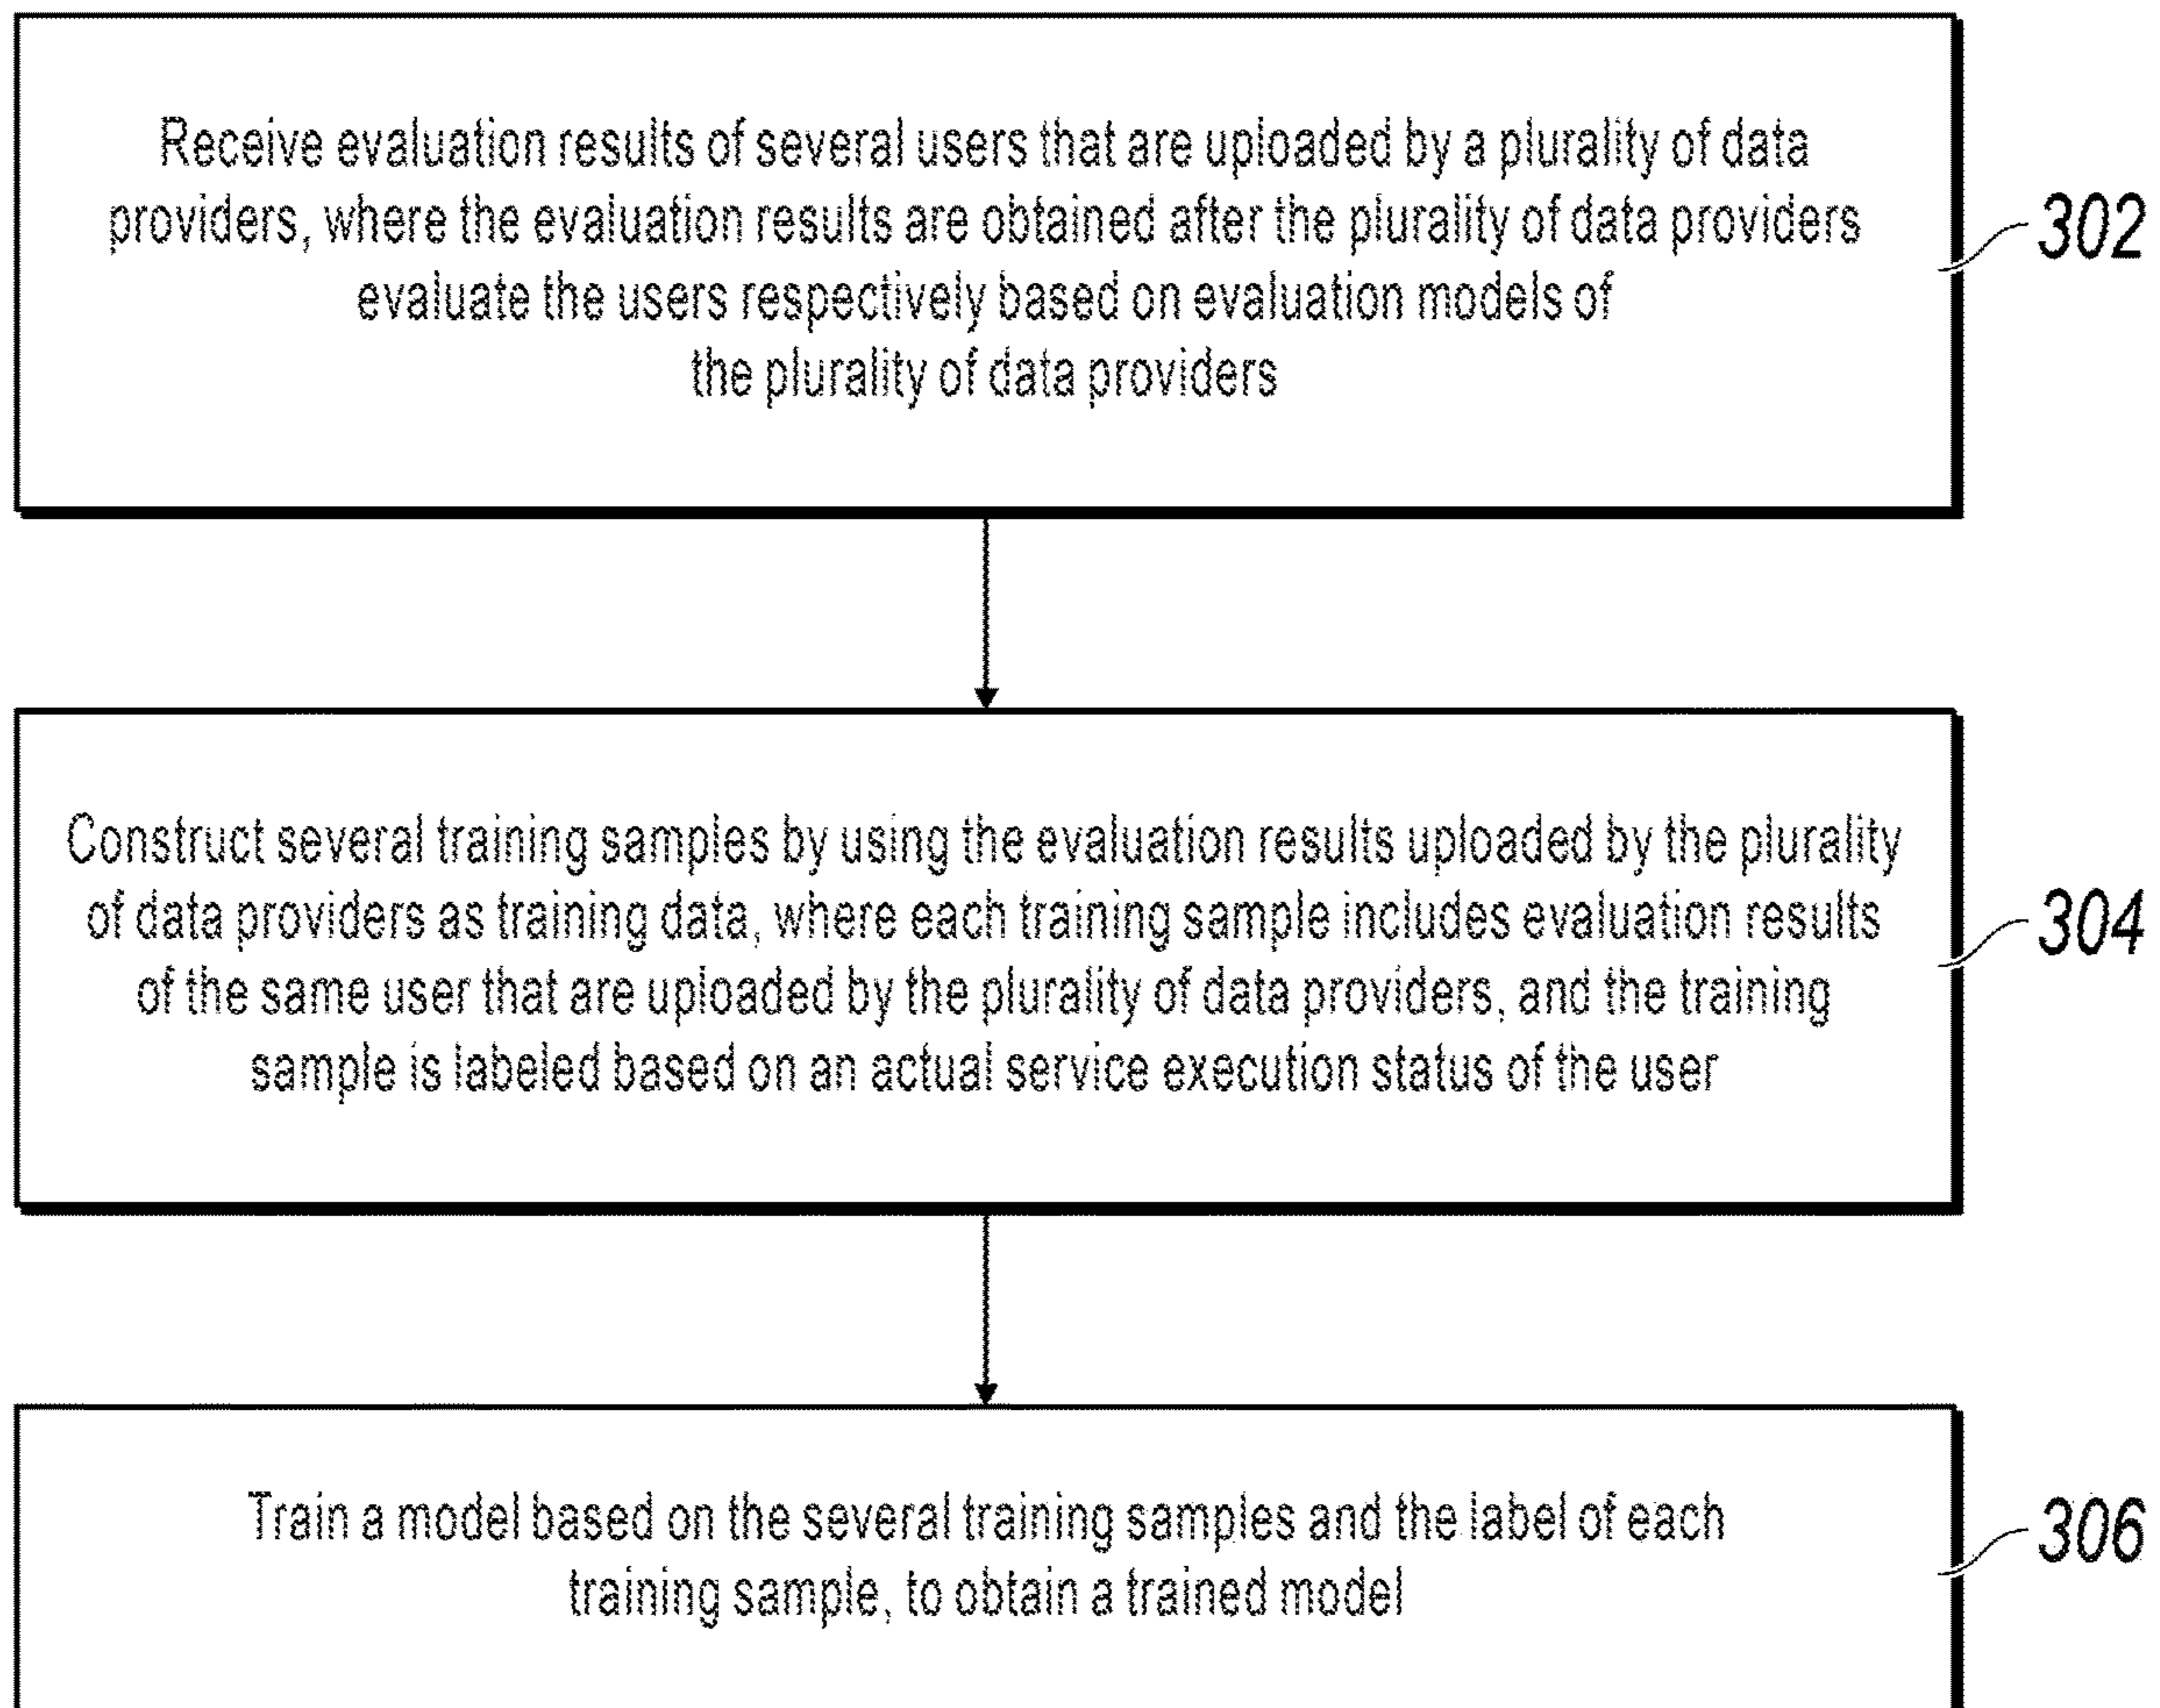 Receive evaluation results of several users that are uploaded by a plurality of data
providers, where the evaluation results are obtained after the plurality of data providers
evaluate the users respectively based on evaluation models of
the plurality of data providers
302
Construct several training samples by using the evaluation results uploaded by the plurality
of data providers as training data, where each training sample includes evaluation results
of the same user that are uploaded by the plurality of data providers, and the training
sample is labeled based on an actual service execution status of the user
304
Train a model based on the several training samples and the label of each
training sample, to obtain a trained model
306